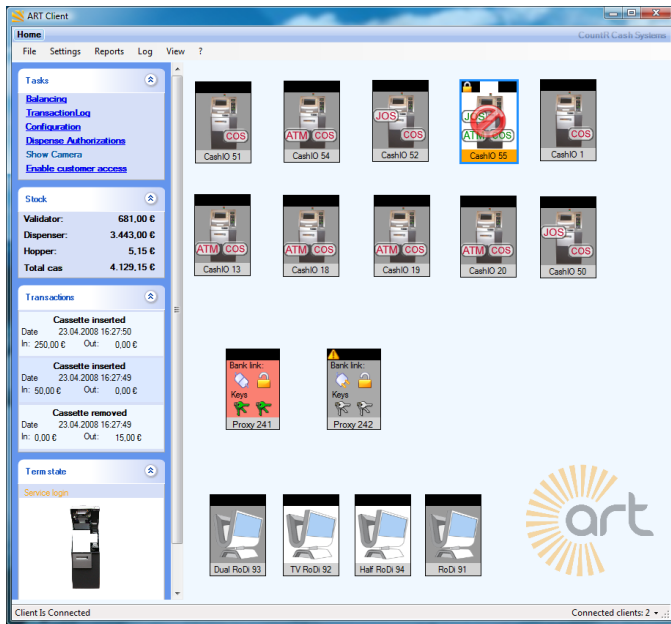 ART Client
Home
CountR Cash Systems
File Settings Reports Log View ?
Tasks
Balancing
TransactionLog
Configuration
Dispense Authorizations
Show Camera
Enable customer access
Stock
Validator: 681,00 €
Dispenser: 3.443,00 €
Hopper: 5,15 €
Total cas 4.129,15 €
Transactions
Cassette inserted
Date 23.04.2008 16:27:50
In: 250,00 € Out: 0,00 €
Cassette inserted
Date 23.04.2008 16:27:49
In: 50,00 € Out: 0,00 €
Cassette removed
Date 23.04.2008 16:27:49
In: 0,00 € Out: 15,00 €
Term state
Service login
COS
CashIO 51
ATM COS
CashIO 54
JOS
COS
CashIO 52
JOS
ATM COS
CashIO 55
COS
CashIO 1
ATM COS
CashIO 13
ATM COS
CashIO 18
ATM COS
CashIO 19
ATM COS
CashIO 20
JOS
COS
CashIO 50
Bank link:
Keys
Proxy 241
Bank link:
Keys
Proxy 242
Dual RoDi 93
TV RoDi 92
Half RoDi 94
RoDi 91
art
Client Is Connected
Connected clients: 2